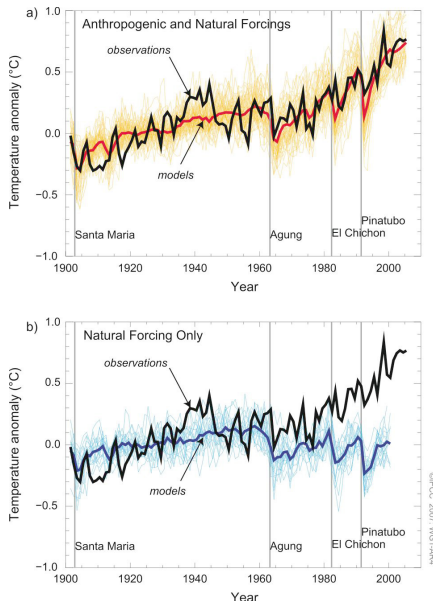 a)
Anthropogenic and Natural Forcings
observations
models
Temperature anomaly (°C)
1.0
0.5
0.0
−0.5
−1.0
Santa Maria
Agung
El Chichon
Pinatubo
1900
1920
1940
1960
1980
2000
Year
b)
Natural Forcing Only
observations
models
Temperature anomaly (°C)
1.0
0.5
0.0
−0.5
−1.0
Santa Maria
Agung
El Chichon
Pinatubo
1900
1920
1940
1960
1980
2000
Year